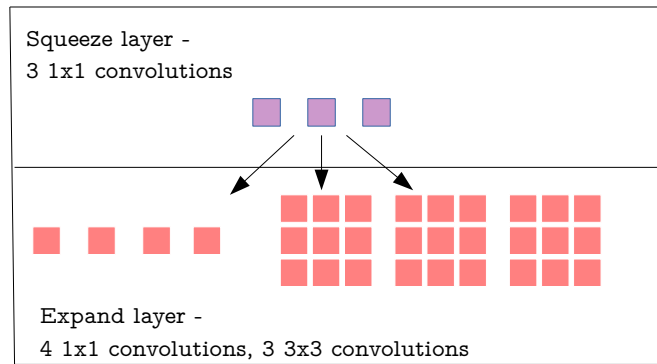 Squeeze layer -
3 1x1 convolutions
Expand layer -
4 1x1 convolutions, 3 3x3 convolutions